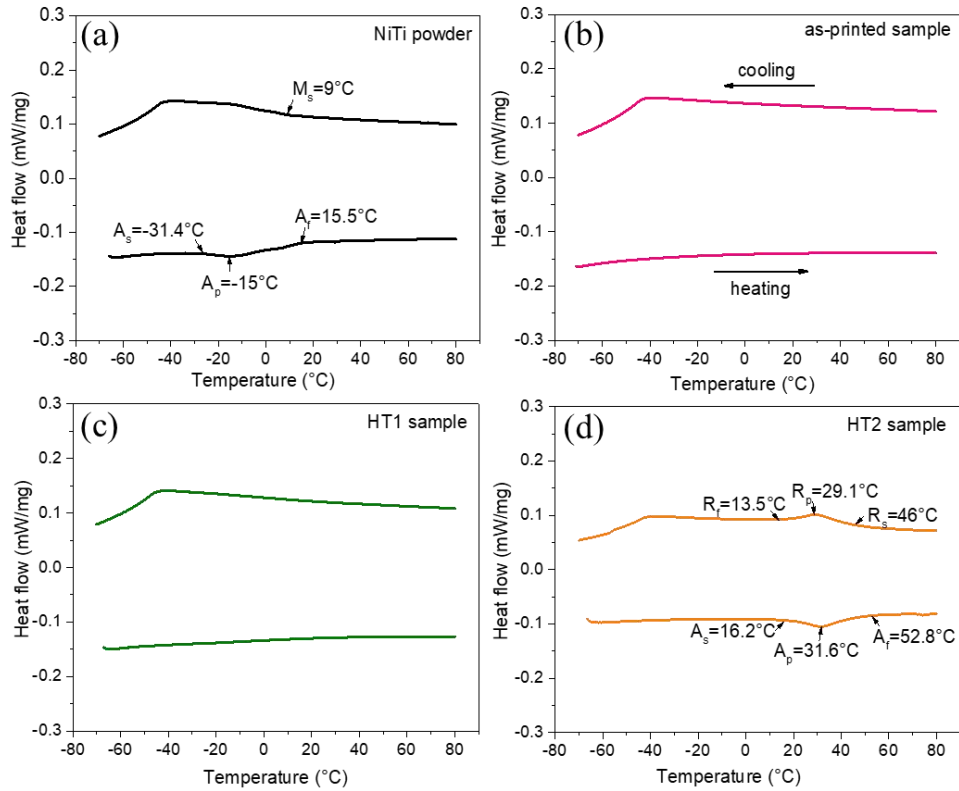 (a)
NiTi powder
0.3
0.2
0.1
0.0
-0.1
-0.2
-0.3
Heat flow (mW/mg)
Ms=9°C
Af=15.5°C
As=-31.4°C
Ap=-15°C
-80 -60 -40 -20 0 20 40 60 80
Temperature (°C)
(b)
as-printed sample
0.3
0.2
0.1
0.0
-0.1
-0.2
-0.3
Heat flow (mW/mg)
cooling
heating
-80 -60 -40 -20 0 20 40 60 80
Temperature (°C)
(c)
HT1 sample
0.3
0.2
0.1
0.0
-0.1
-0.2
-0.3
Heat flow (mW/mg)
-80 -60 -40 -20 0 20 40 60 80
Temperature (°C)
(d)
HT2 sample
0.3
0.2
0.1
0.0
-0.1
-0.2
-0.3
Heat flow (mW/mg)
Rp=29.1°C
Rf=13.5°C
Rs=46°C
As=16.2°C
Ap=31.6°C
Af=52.8°C
-80 -60 -40 -20 0 20 40 60 80
Temperature (°C)